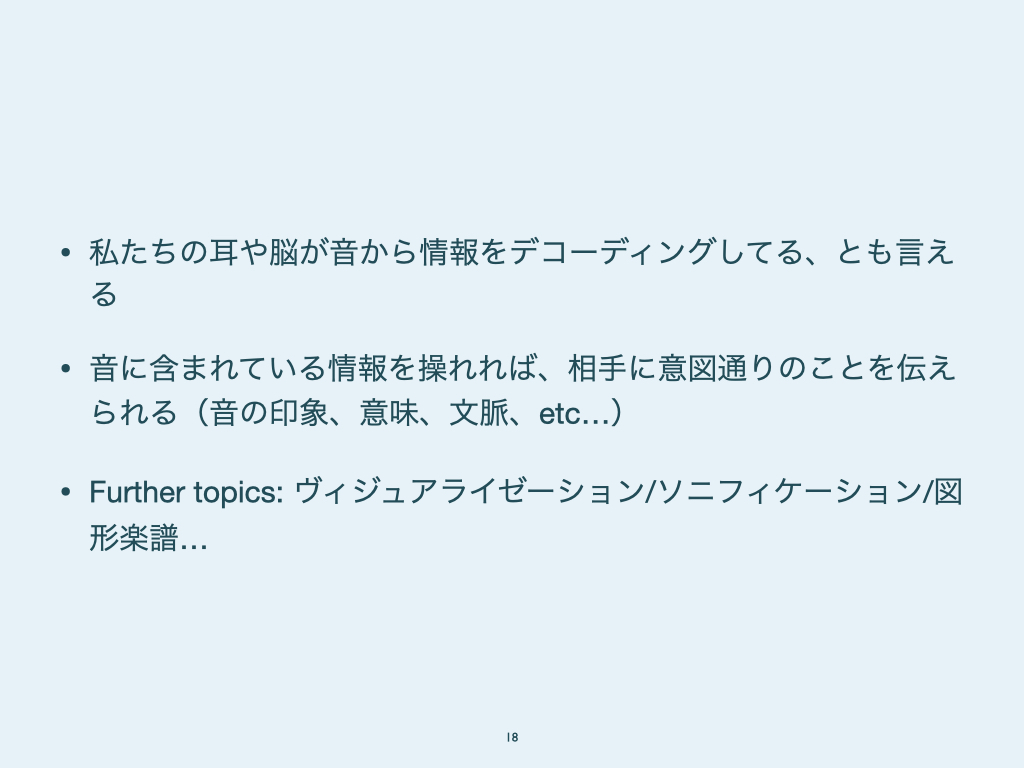 • 私たちの耳や脳が音から情報をデコーディングしてる、とも言え
る
• 音に含まれている情報を操れれば、相手に意図通りのことを伝え
られる（音の印象、意味、文脈、etc…）
• Further topics: ヴィジュアライゼーション/ソニフィケーション/図
形楽譜…
18